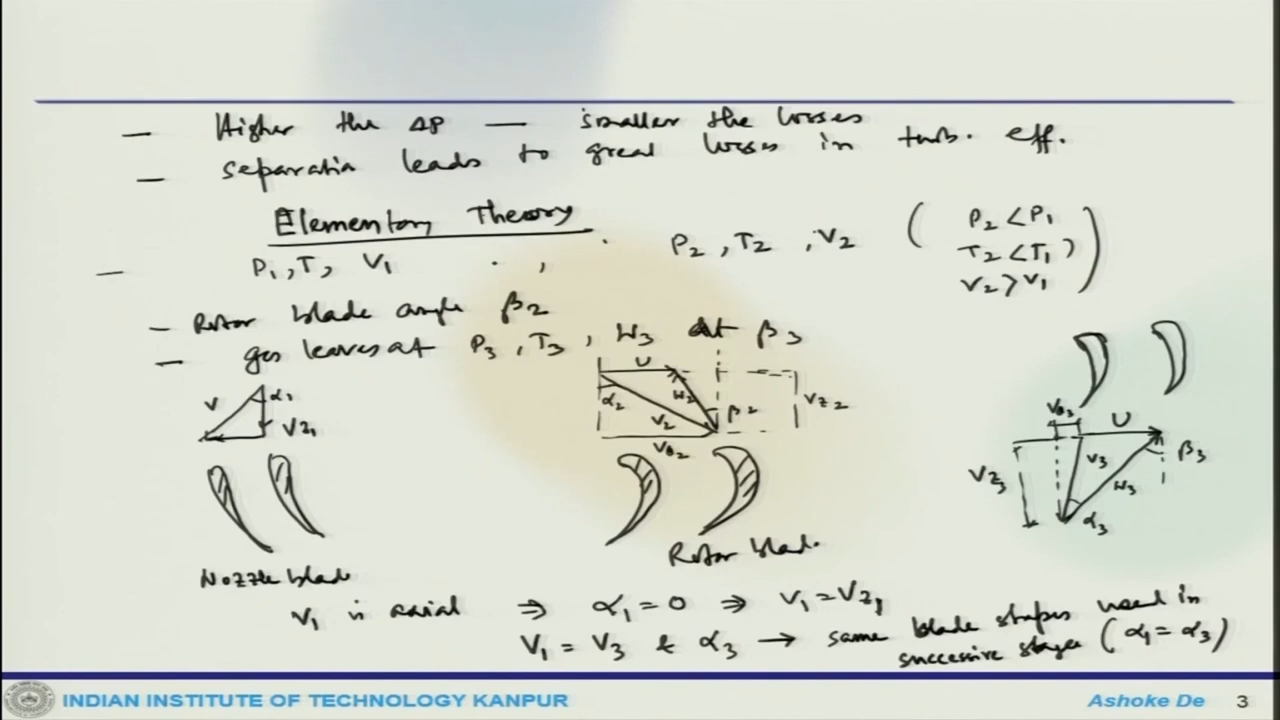 — Higher the ΔP — smaller the losses
— separatin leads to great losses in turb. eff.
Elementary Theory
— P₁, T₁, V₁ , P₂, T₂, V₂ ( P₂ < P₁
T₂ < T₁ )
V₂ > V₁
— Rotor blade angle β₂
— gas leaves at P₃, T₃, W₃ at β₃
V α₁ Vz₁
U α₂ V₂ W₂ β₂ Vz₂
Vθ₂
U V₃ W₃ β₃
Vz₃ α₃
Nozzle blade
Rotor blade
V₁ is axial ⇒ α₁ = 0 ⇒ V₁ = Vz₁
V₁ = V₃ & α₃ → same blade shapes used in
successive stages (α₁ = α₃)
INDIAN INSTITUTE OF TECHNOLOGY KANPUR
Ashoke De 3